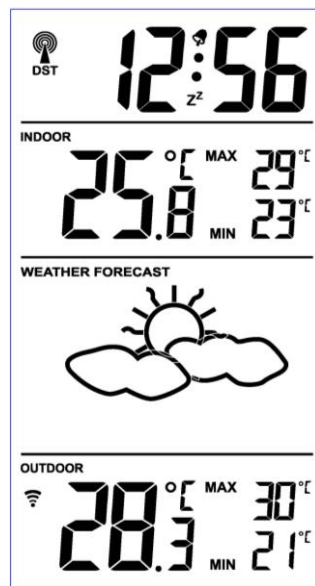 12:56
DST
Zz
INDOOR
25.8 °C
MAX 29 °C
MIN 23 °C
WEATHER FORECAST
OUTDOOR
28.3 °C
MAX 30 °C
MIN 21 °C